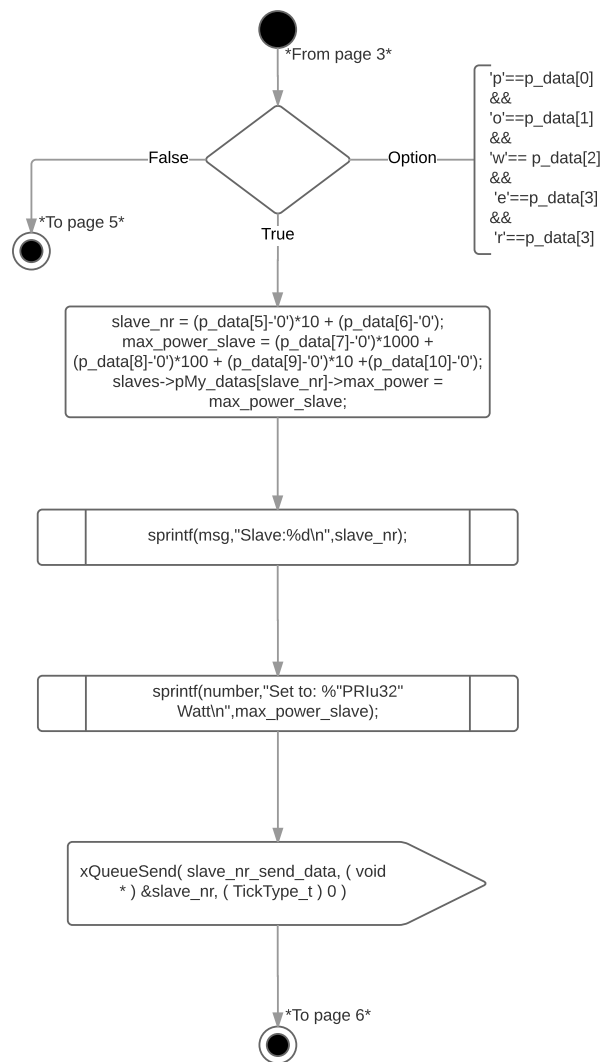 *From page 3*
'p'==p_data[0]
&&
'o'==p_data[1]
&&
'w'== p_data[2]
&&
'e'==p_data[3]
&&
'r'==p_data[3]
False
Option
*To page 5*
True
slave_nr = (p_data[5]-'0')*10 + (p_data[6]-'0');
max_power_slave = (p_data[7]-'0')*1000 +
(p_data[8]-'0')*100 + (p_data[9]-'0')*10 +(p_data[10]-'0');
slaves->pMy_datas[slave_nr]->max_power =
max_power_slave;
sprintf(msg,"Slave:%d\n",slave_nr);
sprintf(number,"Set to: %"PRIu32"
Watt\n",max_power_slave);
xQueueSend( slave_nr_send_data, ( void
* ) &slave_nr, ( TickType_t ) 0 )
*To page 6*